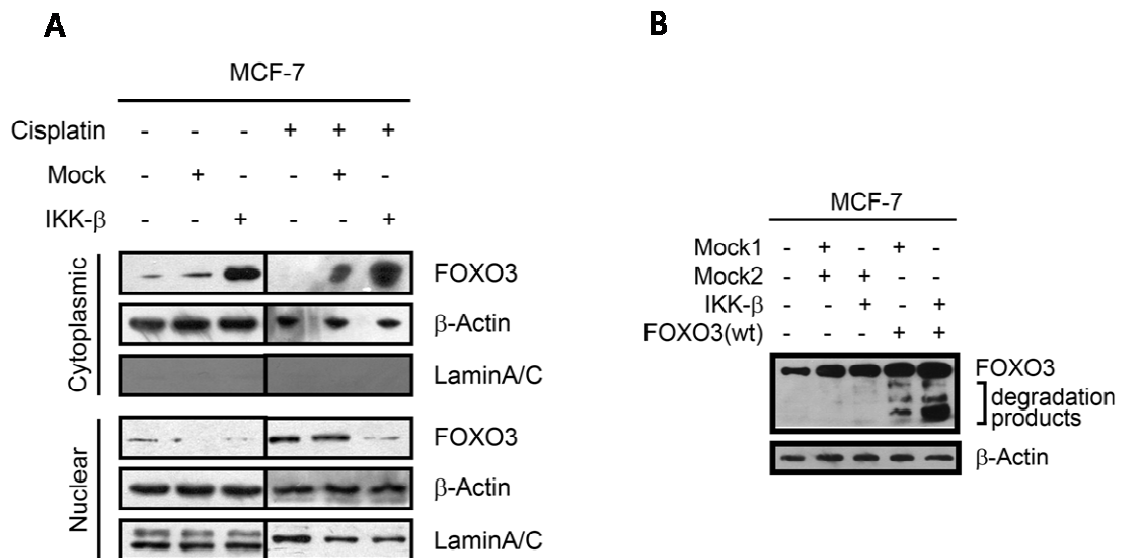 A
MCF-7
Cisplatin - - - + + +
Mock - + - - + -
IKK-β - - + - - +
Cytoplasmic
FOXO3
β-Actin
LaminA/C
Nuclear
FOXO3
β-Actin
LaminA/C
B
MCF-7
Mock1 - + - + -
Mock2 - + + - -
IKK-β - - + - +
FOXO3(wt) - - - + +
FOXO3
degradation
products
β-Actin